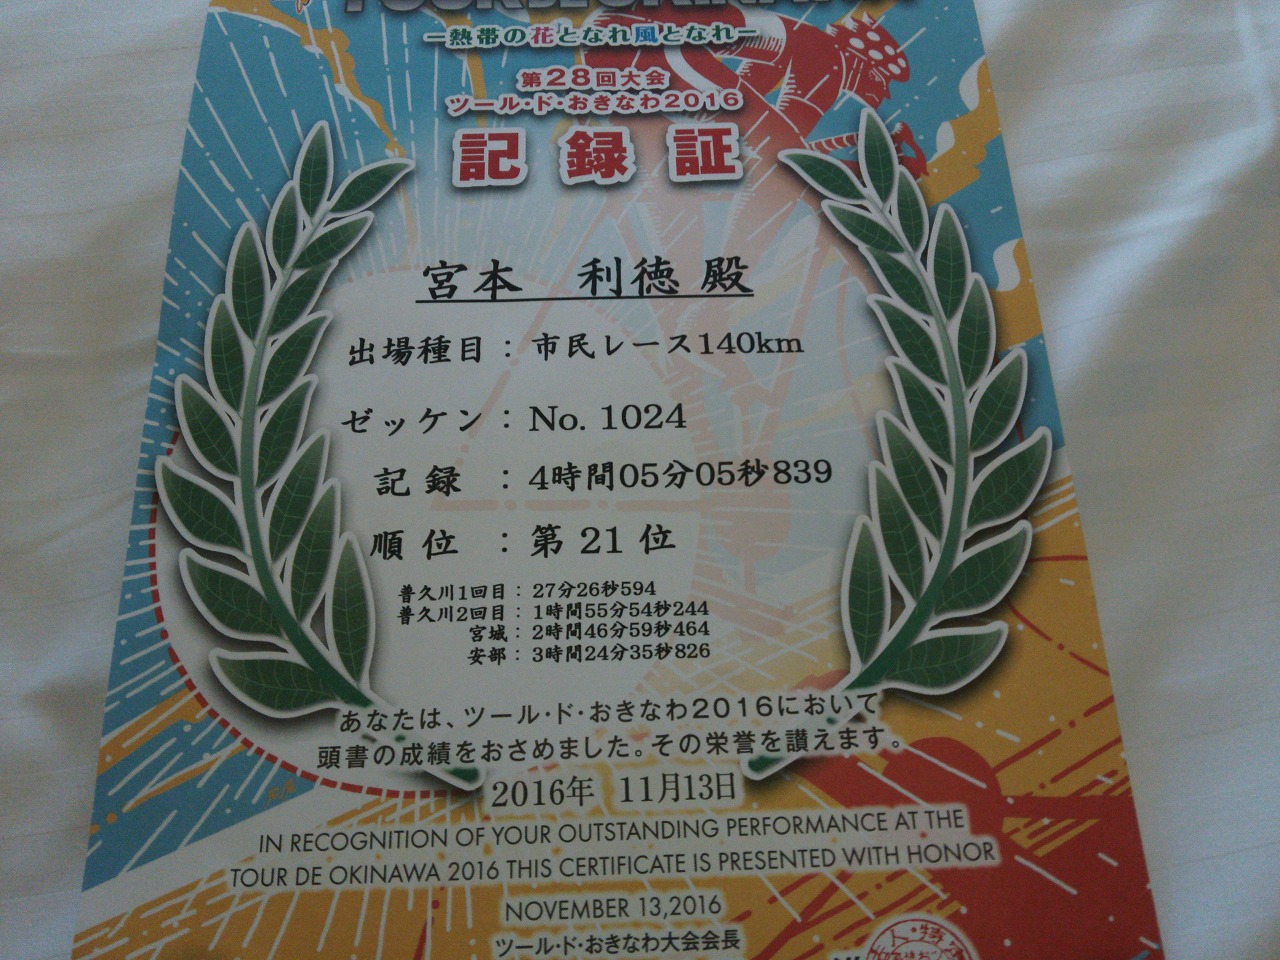 TOUR DE OKINAWA
ー熱帯の花となれ風となれー
第28回大会
ツール・ド・おきなわ2016
記録証
宮本 利徳 殿
出場種目：市民レース140km
ゼッケン：No. 1024
記録：4時間05分05秒839
順位：第 21 位
普久川1回目：27分26秒594
普久川2回目：1時間55分54秒244
宮城：2時間46分59秒464
安部：3時間24分35秒826
あなたは、ツール・ド・おきなわ2016において
頭書の成績をおさめました。その栄誉を讃えます。
2016年 11月13日
IN RECOGNITION OF YOUR OUTSTANDING PERFORMANCE AT THE
TOUR DE OKINAWA 2016 THIS CERTIFICATE IS PRESENTED WITH HONOR
NOVEMBER 13,2016
ツール・ド・おきなわ大会会長